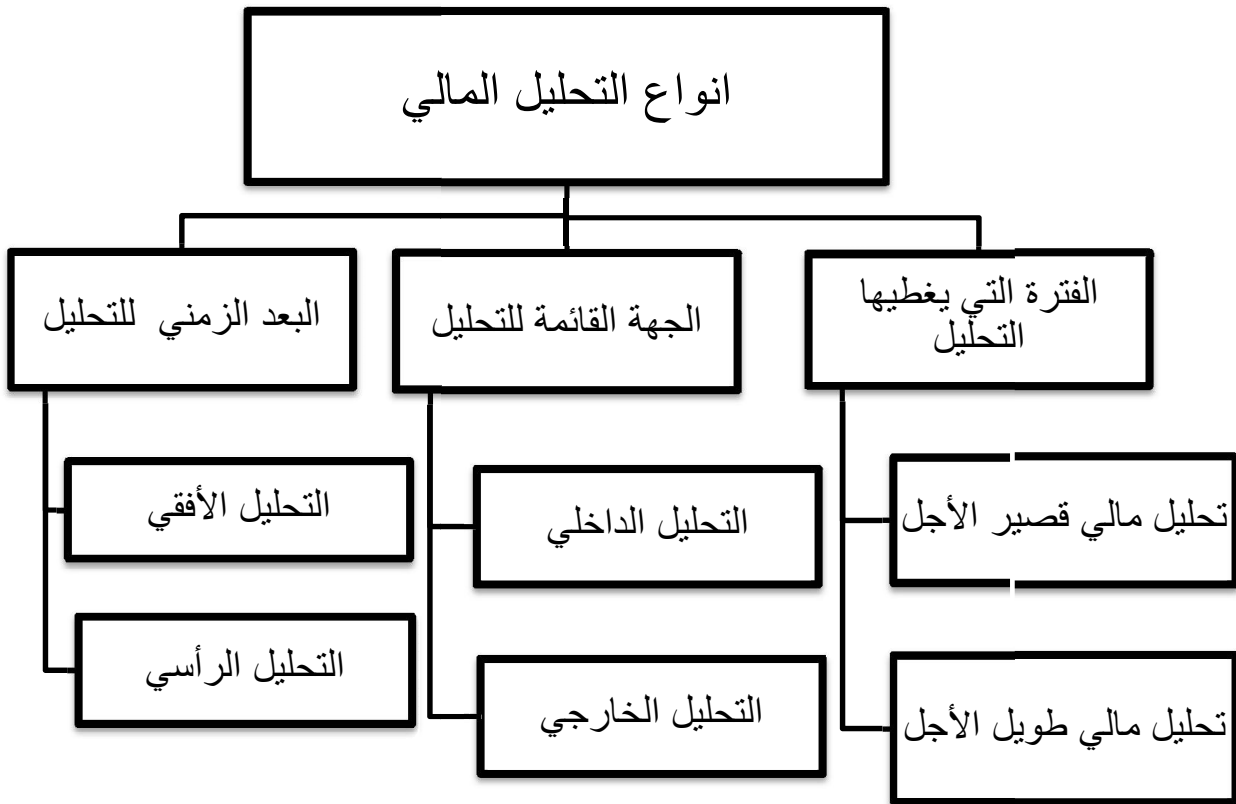 انواع التحليل المالي
الفترة التي يغطيها
التحليل
الجهة القائمة للتحليل
البعد الزمني للتحليل
تحليل مالي قصير الأجل
تحليل مالي طويل الأجل
التحليل الداخلي
التحليل الخارجي
التحليل الأفقي
التحليل الرأسي